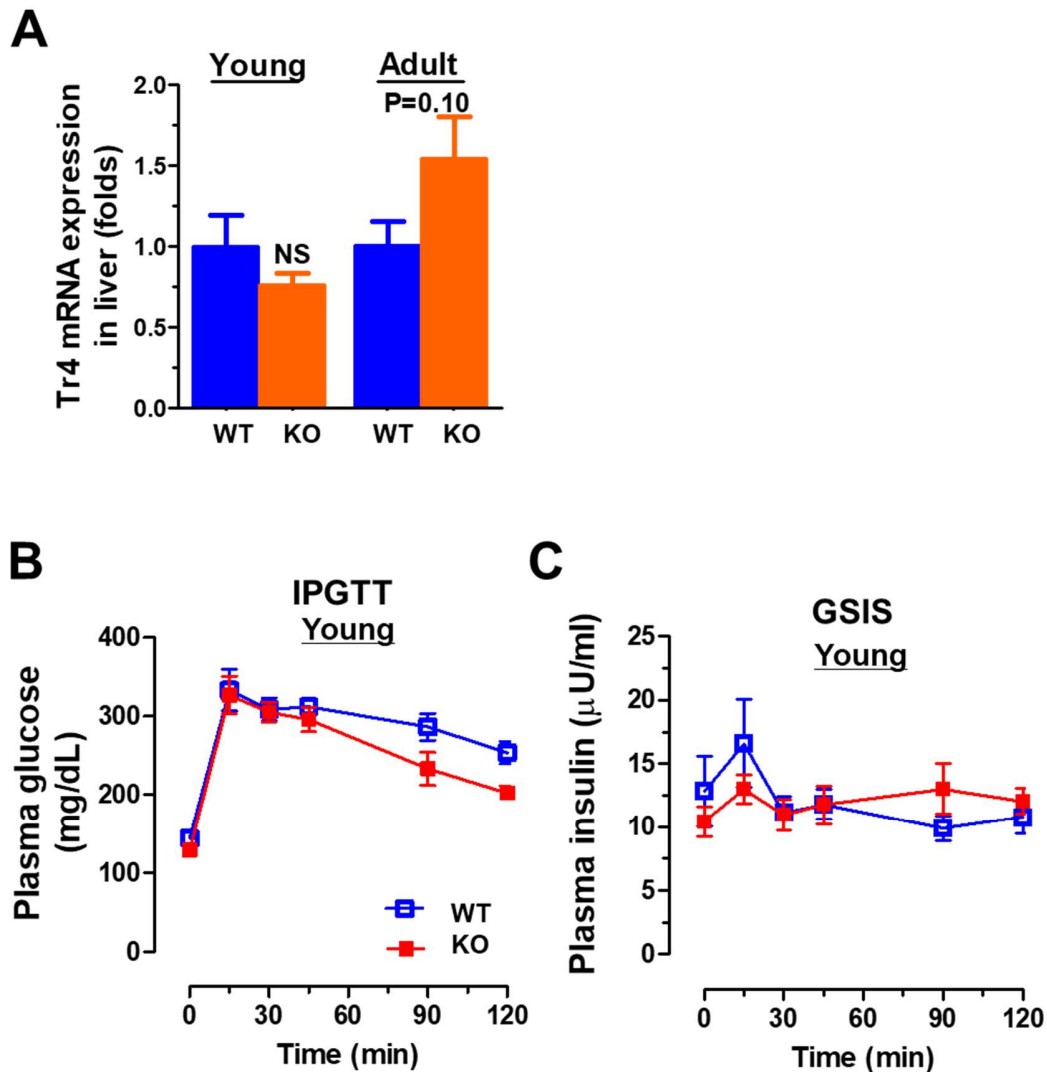 A
Young Adult
P=0.10
NS
Tr4 mRNA expression
in liver (folds)
2.0
1.5
1.0
0.5
0.0
WT KO WT KO
B
IPGTT
Young
Plasma glucose
(mg/dL)
400
300
200
100
0
WT
KO
0 30 60 90 120
Time (min)
C
GSIS
Young
Plasma insulin (μU/ml)
25
20
15
10
5
0
0 30 60 90 120
Time (min)